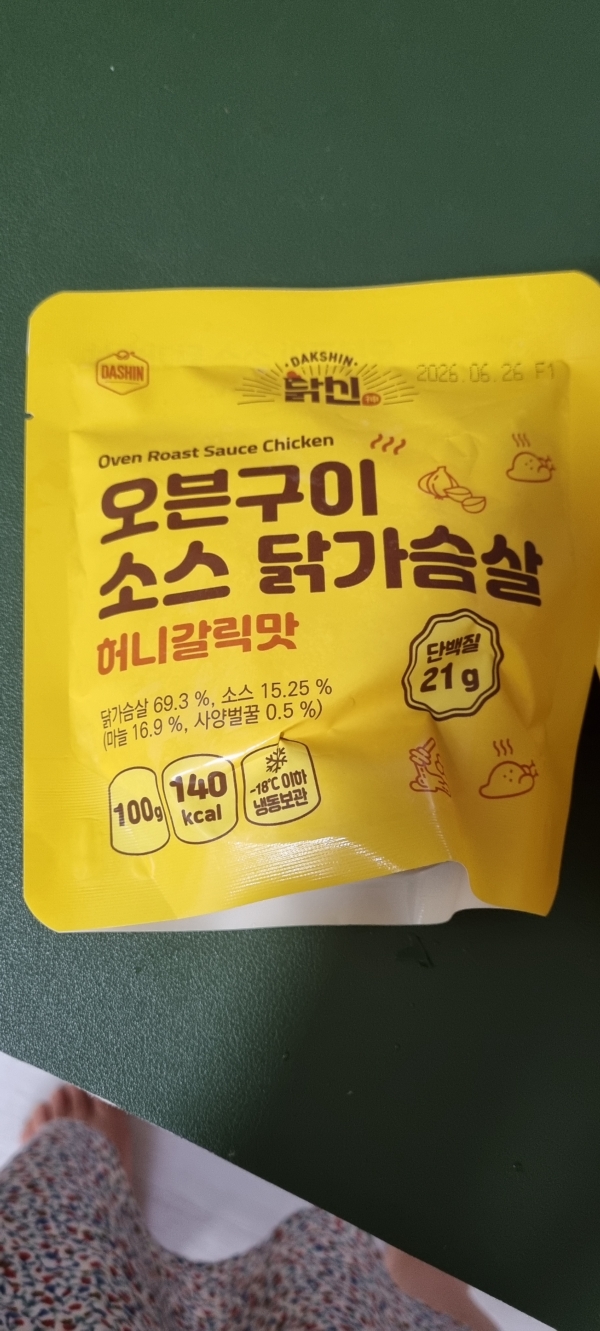 DASHIN
DAKSHIN
닭신
神
2026.06.26 F1
Oven Roast Sauce Chicken
오븐구이
소스 닭가슴살
허니갈릭맛
단백질
21 g
닭가슴살 69.3 %, 소스 15.25 %
(마늘 16.9 %, 사양벌꿀 0.5 %)
100g
140
kcal
-18℃ 이하
냉동보관